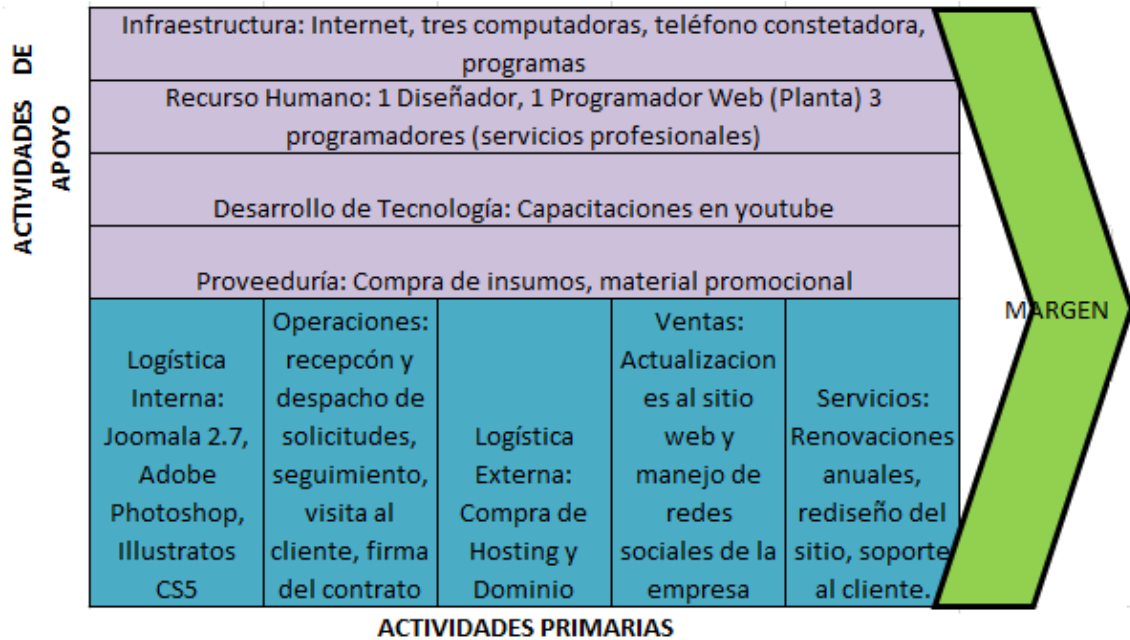 ACTIVIDADES DE
APOYO
Infraestructura: Internet, tres computadoras, teléfono constetadora,
programas
Recurso Humano: 1 Diseñador, 1 Programador Web (Planta) 3
programadores (servicios profesionales)
Desarrollo de Tecnología: Capacitaciones en youtube
Proveeduría: Compra de insumos, material promocional
Logística
Interna:
Joomala 2.7,
Adobe
Photoshop,
Illustratos
CS5
Operaciones:
recepcón y
despacho de
solicitudes,
seguimiento,
visita al
cliente, firma
del contrato
Logística
Externa:
Compra de
Hosting y
Dominio
Ventas:
Actualizacion
es al sitio
web y
manejo de
redes
sociales de la
empresa
Servicios:
Renovaciones
anuales,
rediseño del
sitio, soporte
al cliente.
MARGEN
ACTIVIDADES PRIMARIAS